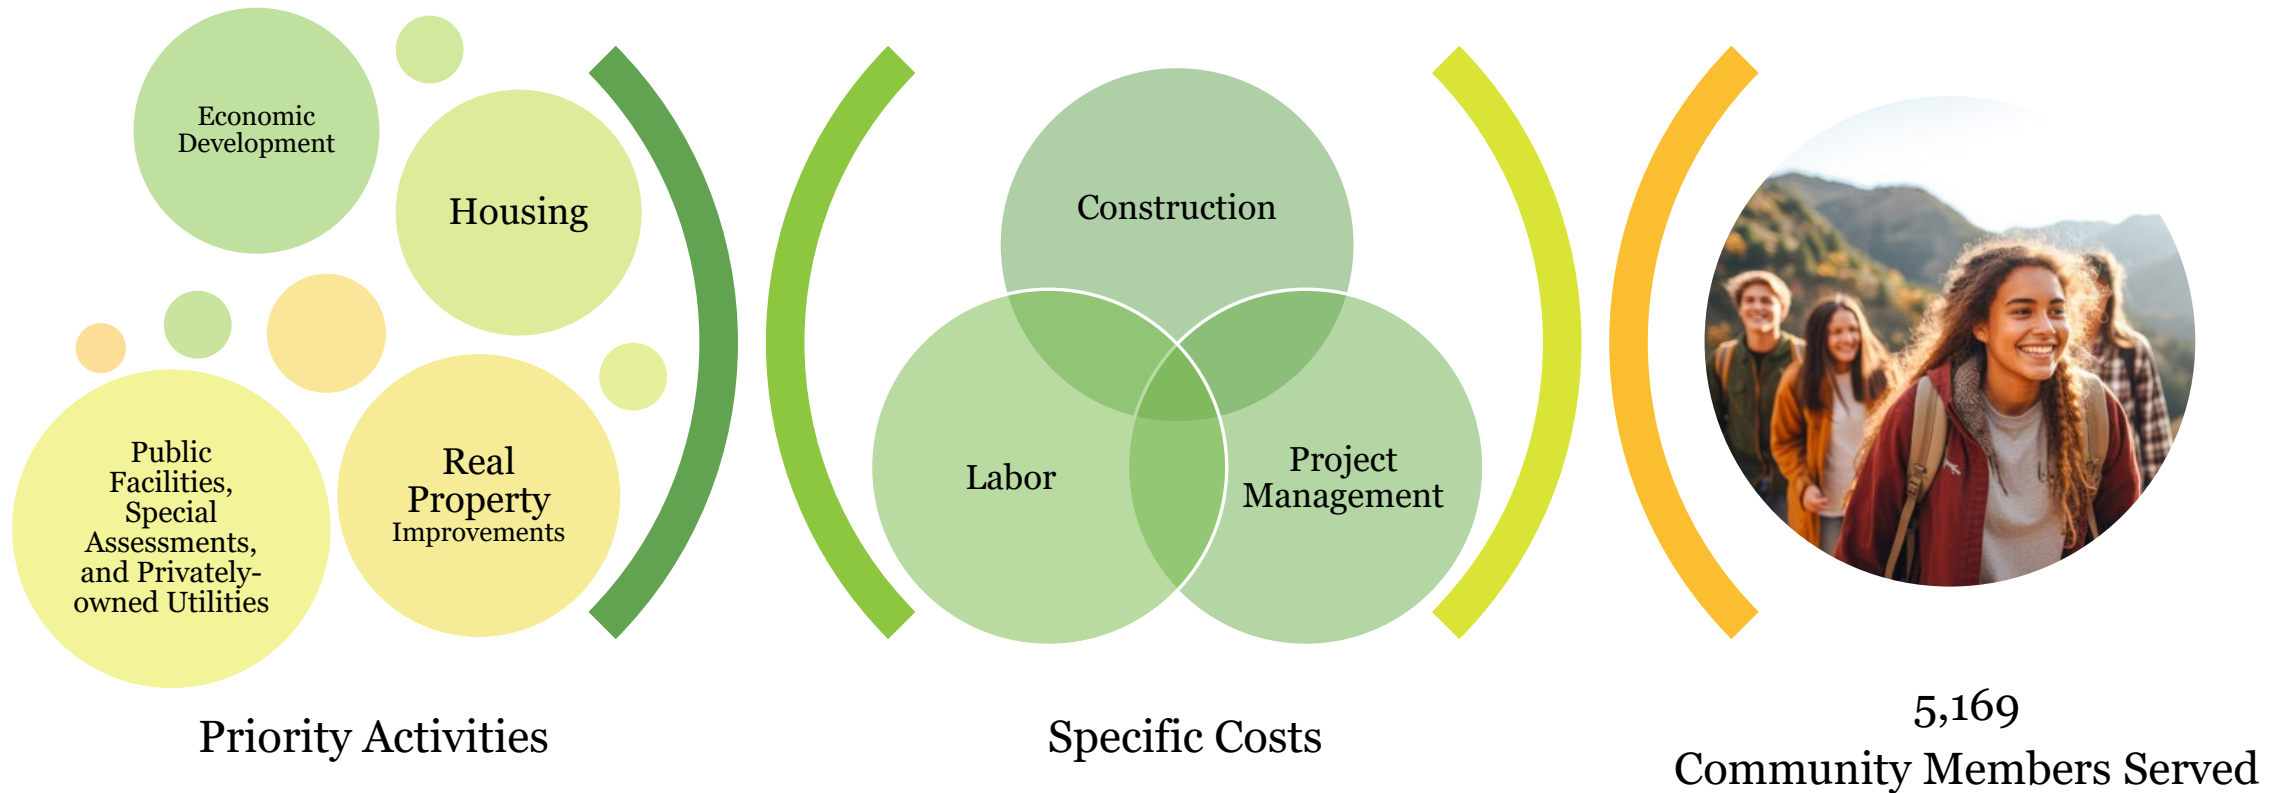 Economic
Development
Housing
Public
Facilities,
Special
Assessments,
and Privately-
owned Utilities
Real
Property
Improvements
Priority Activities
Construction
Labor
Project
Management
Specific Costs
5,169
Community Members Served